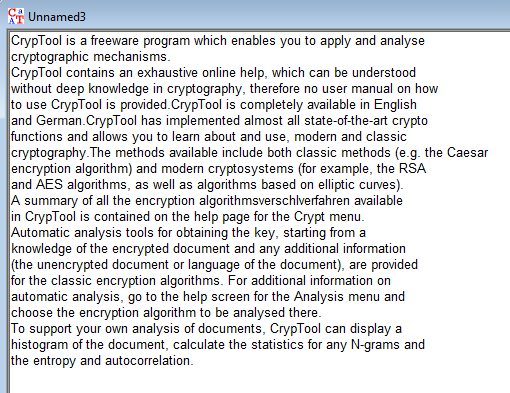 Unnamed3
CrypTool is a freeware program which enables you to apply and analyse
cryptographic mechanisms.
CrypTool contains an exhaustive online help, which can be understood
without deep knowledge in cryptography, therefore no user manual on how
to use CrypTool is provided.CrypTool is completely available in English
and German.CrypTool has implemented almost all state-of-the-art crypto
functions and allows you to learn about and use, modern and classic
cryptography.The methods available include both classic methods (e.g. the Caesar
encryption algorithm) and modern cryptosystems (for example, the RSA
and AES algorithms, as well as algorithms based on elliptic curves).
A summary of all the encryption algorithmsverschlverfahren available
in CrypTool is contained on the help page for the Crypt menu.
Automatic analysis tools for obtaining the key, starting from a
knowledge of the encrypted document and any additional information
(the unencrypted document or language of the document), are provided
for the classic encryption algorithms. For additional information on
automatic analysis, go to the help screen for the Analysis menu and
choose the encryption algorithm to be analysed there.
To support your own analysis of documents, CrypTool can display a
histogram of the document, calculate the statistics for any N-grams and
the entropy and autocorrelation.